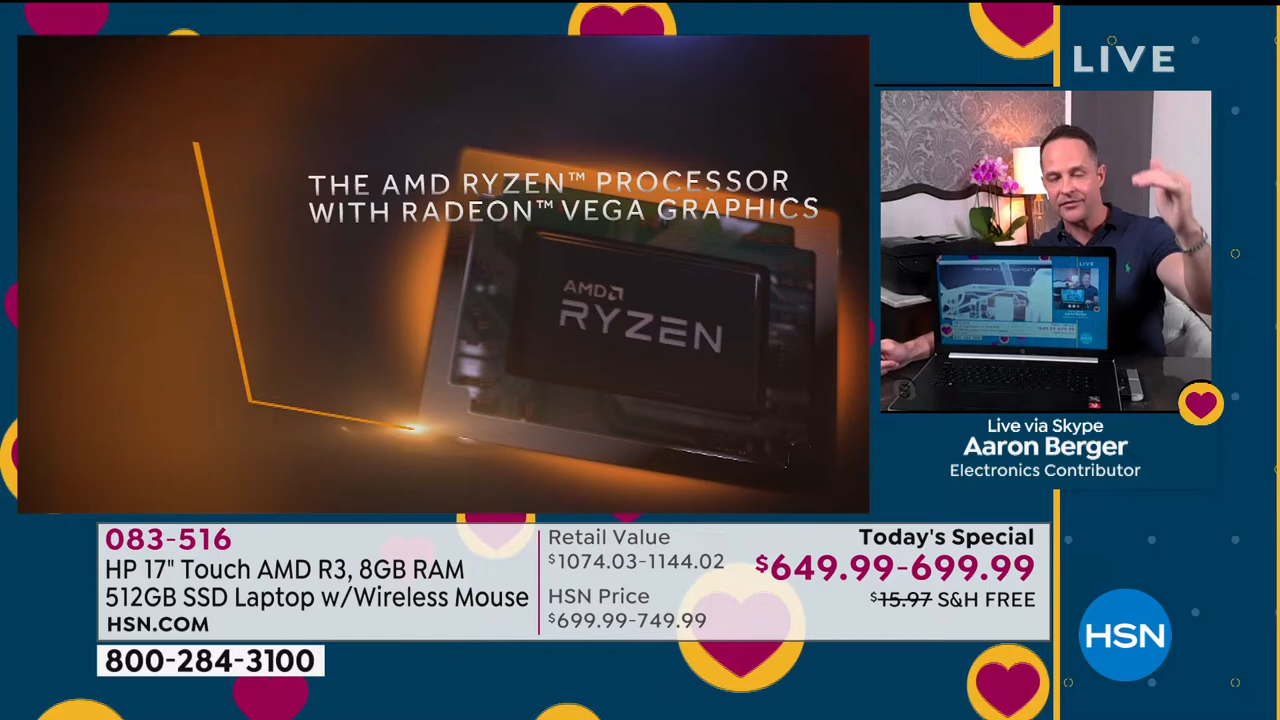 LIVE
THE AMD RYZEN™ PROCESSOR
WITH RADEON™ VEGA GRAPHICS
AMD
RYZEN
LIVE
Live via Skype
Aaron Berger
Electronics Contributor
083-516
HP 17" Touch AMD R3, 8GB RAM
512GB SSD Laptop w/Wireless Mouse
HSN.COM
800-284-3100
Retail Value
$1074.03-1144.02
HSN Price
$699.99-749.99
Today's Special
$649.99-699.99
$15.97 S&H FREE
HSN